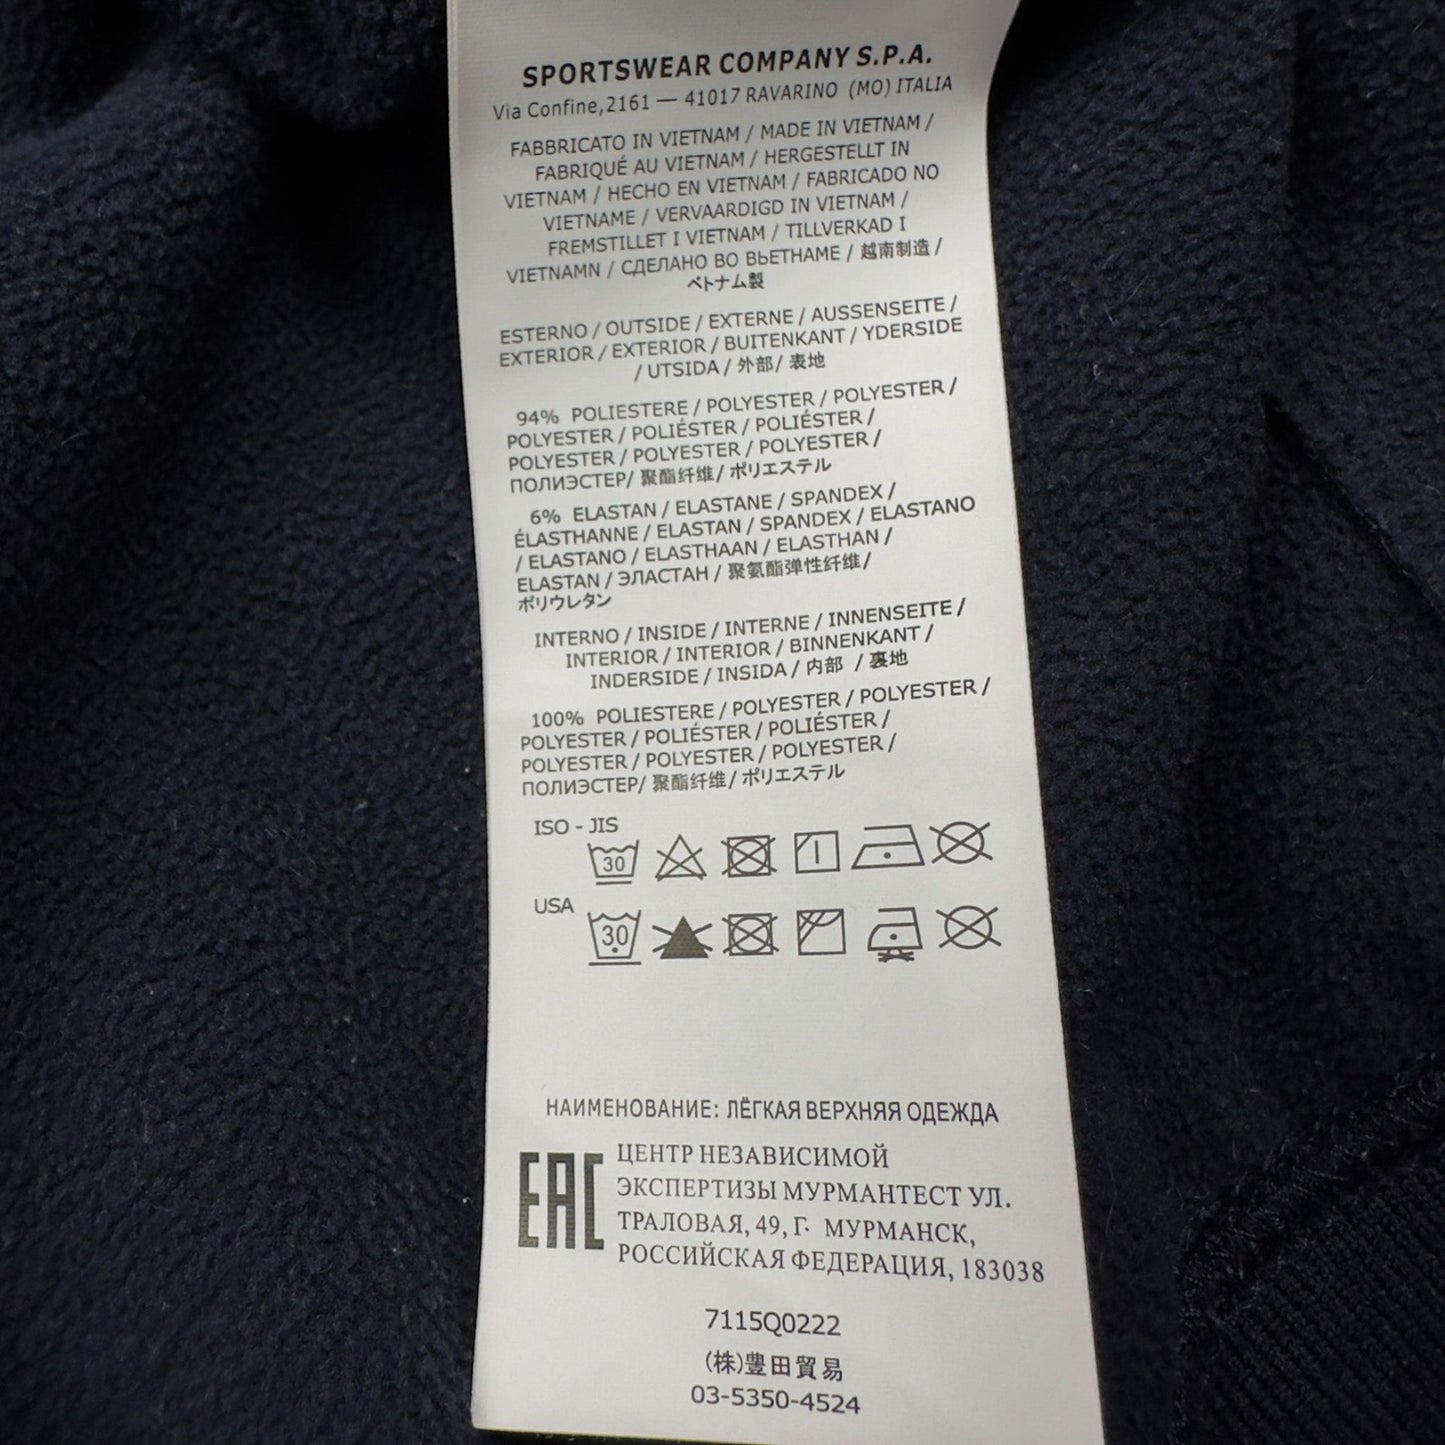 SPORTSWEAR COMPANY S.P.A.
Via Confine,2161 — 41017 RAVARINO (MO) ITALIA
FABBRICATO IN VIETNAM / MADE IN VIETNAM /
FABRIQUÉ AU VIETNAM / HERGESTELLT IN
VIETNAM / HECHO EN VIETNAM / FABRICADO NO
VIETNAME / VERVAARDIGD IN VIETNAM /
FREMSTILLET I VIETNAM / TILLVERKAD I
VIETNAMN / СДЕЛАНО ВО ВЬЕТНАМЕ / 越南制造 /
ベトナム製
ESTERNO / OUTSIDE / EXTERNE / AUSSENSEITE /
EXTERIOR / EXTERIOR / BUITENKANT / YDERSIDE
/ UTSIDA / 外部/ 表地
94% POLIESTERE / POLYESTER / POLYESTER /
POLYESTER / POLIÉSTER / POLIÉSTER /
POLYESTER / POLYESTER / POLYESTER /
ПОЛИЭСТЕР/ 聚酯纤维/ ポリエステル
6% ELASTAN / ELASTANE / SPANDEX /
ÉLASTHANNE / ELASTAN / SPANDEX / ELASTANO
/ ELASTANO / ELASTHAAN / ELASTHAN /
ELASTAN / ЭЛАСТАН / 聚氨酯弹性纤维/
ポリウレタン
INTERNO / INSIDE / INTERNE / INNENSEITE /
INTERIOR / INTERIOR / BINNENKANT /
INDERSIDE / INSIDA / 内部 / 裏地
100% POLIESTERE / POLYESTER / POLYESTER /
POLYESTER / POLIÉSTER / POLIÉSTER /
POLYESTER / POLYESTER / POLYESTER /
ПОЛИЭСТЕР/ 聚酯纤维/ ポリエステル
ISO - JIS
30
USA
30
НАИМЕНОВАНИЕ: ЛЁГКАЯ ВЕРХНЯЯ ОДЕЖДА
EAC
ЦЕНТР НЕЗАВИСИМОЙ
ЭКСПЕРТИЗЫ МУРМАНТЕСТ УЛ.
ТРАЛОВАЯ, 49, Г. МУРМАНСК,
РОССИЙСКАЯ ФЕДЕРАЦИЯ, 183038
7115Q0222
(株)豊田貿易
03-5350-4524